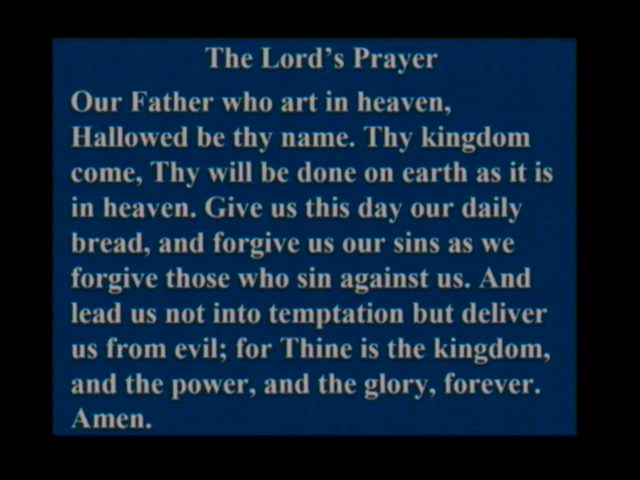 The Lord's Prayer
Our Father who art in heaven,
Hallowed be thy name. Thy kingdom
come, Thy will be done on earth as it is
in heaven. Give us this day our daily
bread, and forgive us our sins as we
forgive those who sin against us. And
lead us not into temptation but deliver
us from evil; for Thine is the kingdom,
and the power, and the glory, forever.
Amen.